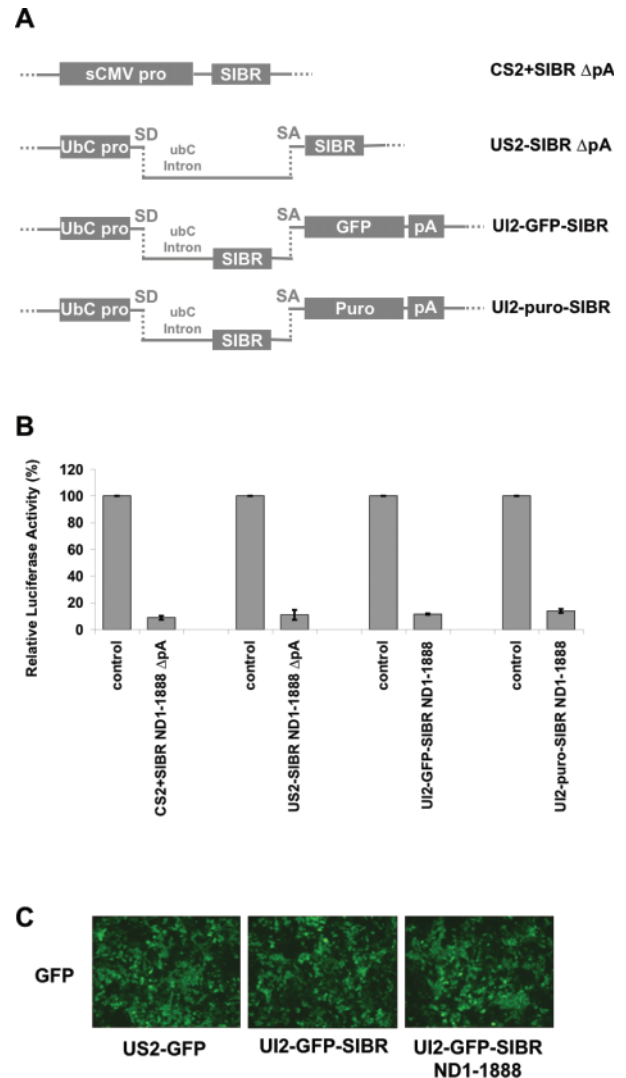 A
sCMV pro
SIBR
CS2+SIBR ΔpA
UbC pro
SD
ubC
Intron
SA
SIBR
US2-SIBR ΔpA
UbC pro
SD
ubC
Intron
SIBR
SA
GFP
pA
UI2-GFP-SIBR
UbC pro
SD
ubC
Intron
SIBR
SA
Puro
pA
UI2-puro-SIBR
B
Relative Luciferase Activity (%)
120
100
80
60
40
20
0
control
CS2+SIBR ND1-1888 ΔpA
control
US2-SIBR ND1-1888 ΔpA
control
UI2-GFP-SIBR ND1-1888
control
UI2-puro-SIBR ND1-1888
C
GFP
US2-GFP
UI2-GFP-SIBR
UI2-GFP-SIBR
ND1-1888